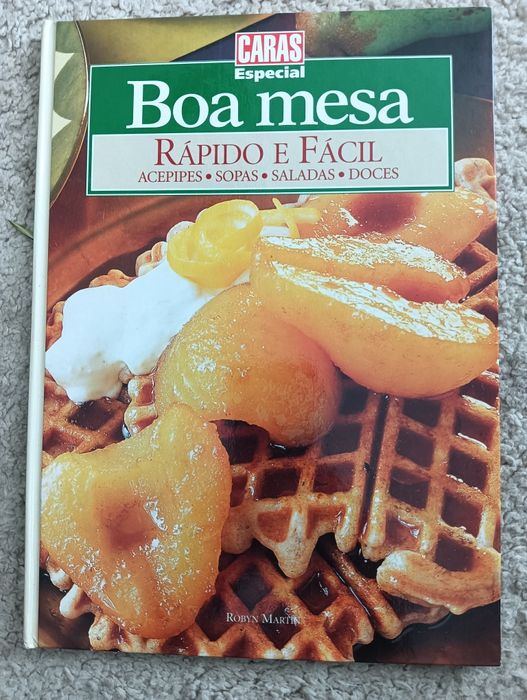 CARAS
Especial
Boa mesa
RÁPIDO E FÁCIL
ACEPIPES • SOPAS • SALADAS • DOCES
ROBYN MARTIN